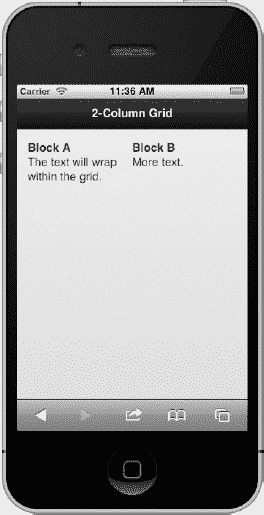 Carrier 11:36 AM
2-Column Grid
Block A Block B
The text will wrap More text.
within the grid.